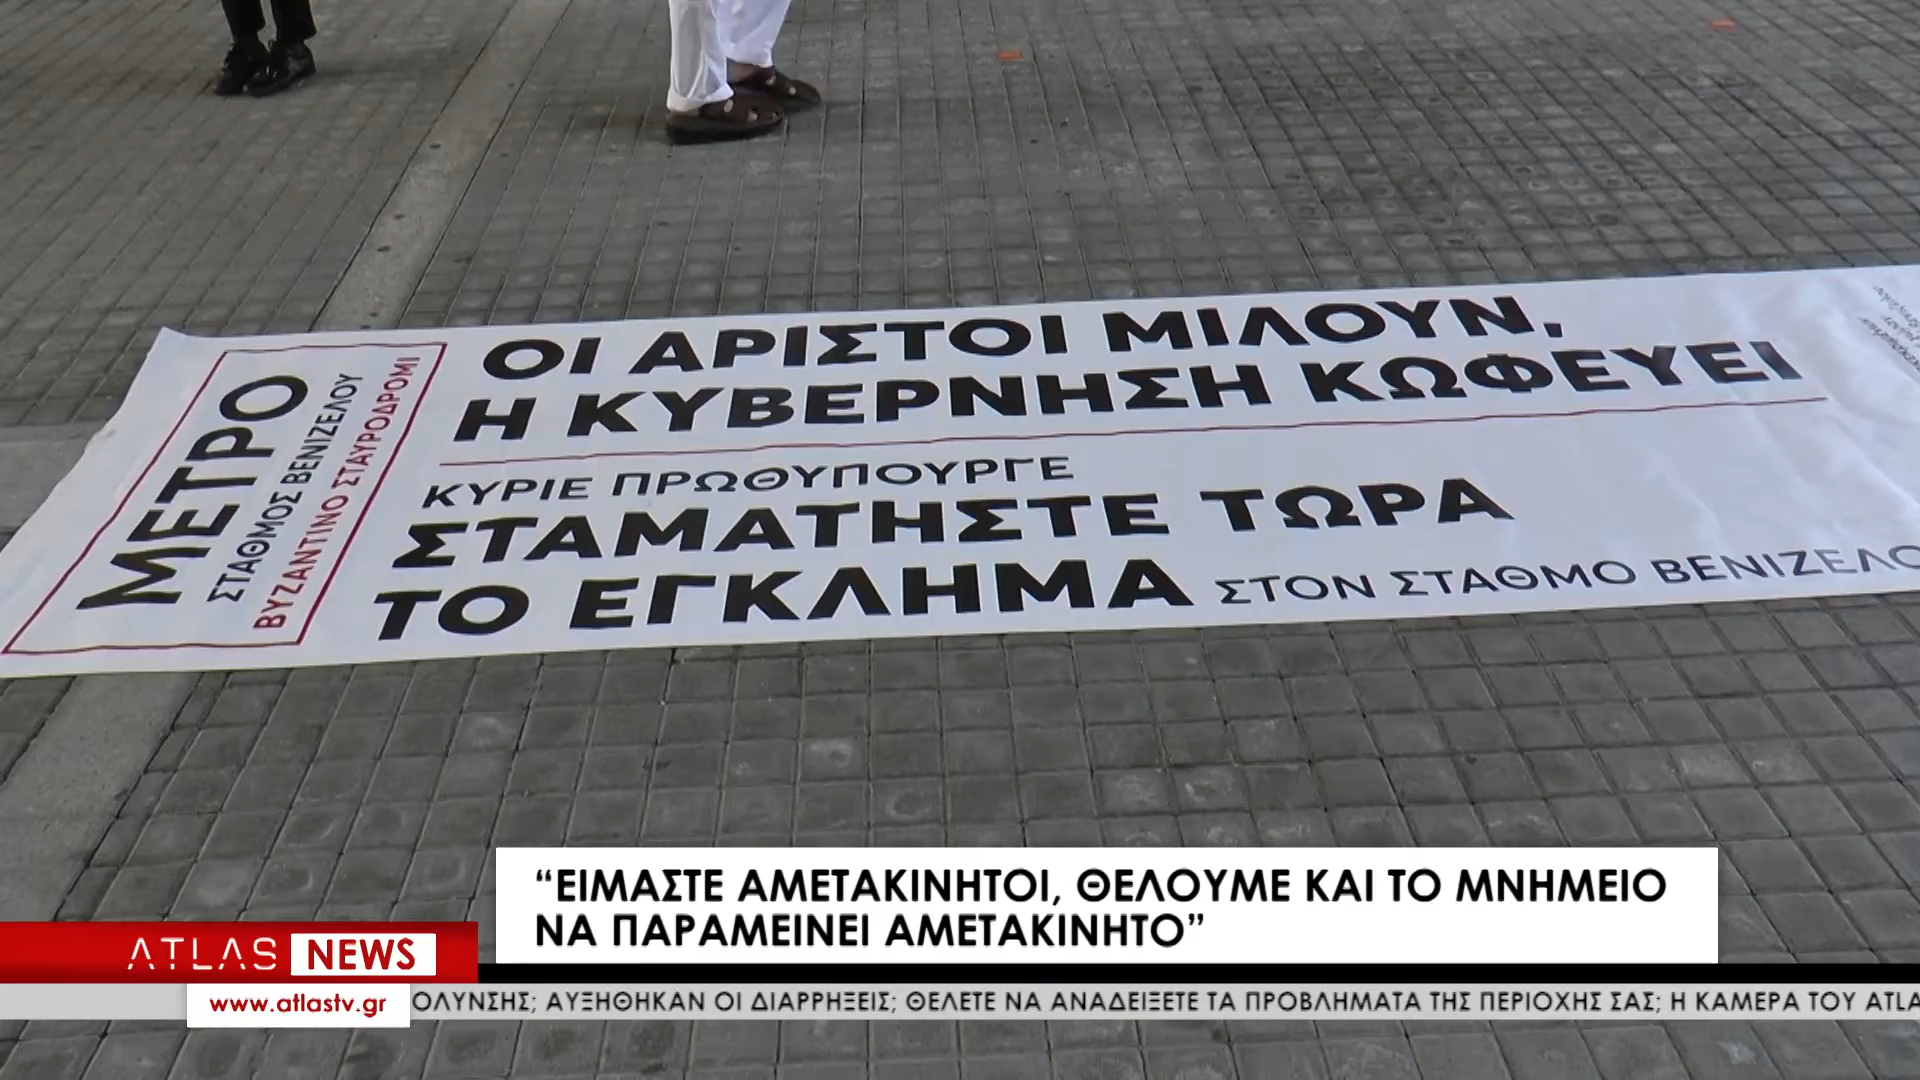 ΜΕΤΡΟ
ΣΤΑΘΜΟΣ ΒΕΝΙΖΕΛΟΥ
ΒΥΖΑΝΤΙΝΟ ΣΤΑΥΡΟΔΡΟΜΙ
ΟΙ ΑΡΙΣΤΟΙ ΜΙΛΟΥΝ,
Η ΚΥΒΕΡΝΗΣΗ ΚΩΦΕΥΕΙ
ΚΥΡΙΕ ΠΡΩΘΥΠΟΥΡΓΕ
ΣΤΑΜΑΤΗΣΤΕ ΤΩΡΑ
ΤΟ ΕΓΚΛΗΜΑ ΣΤΟΝ ΣΤΑΘΜΟ ΒΕΝΙΖΕΛΟ
“ΕΙΜΑΣΤΕ ΑΜΕΤΑΚΙΝΗΤΟΙ, ΘΕΛΟΥΜΕ ΚΑΙ ΤΟ ΜΝΗΜΕΙΟ
ΝΑ ΠΑΡΑΜΕΙΝΕΙ ΑΜΕΤΑΚΙΝΗΤΟ”
ATLAS NEWS
www.atlastv.gr
ΟΛΥΝΣΗΣ; ΑΥΞΗΘΗΚΑΝ ΟΙ ΔΙΑΡΡΗΞΕΙΣ; ΘΕΛΕΤΕ ΝΑ ΑΝΑΔΕΙΞΕΤΕ ΤΑ ΠΡΟΒΛΗΜΑΤΑ ΤΗΣ ΠΕΡΙΟΧΗΣ ΣΑΣ; Η ΚΑΜΕΡΑ ΤΟΥ ATLA